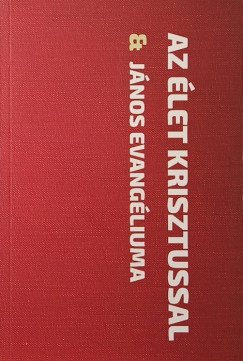 AZ ÉLET KRISZTUSSAL
& JÁNOS EVANGÉLIUMA